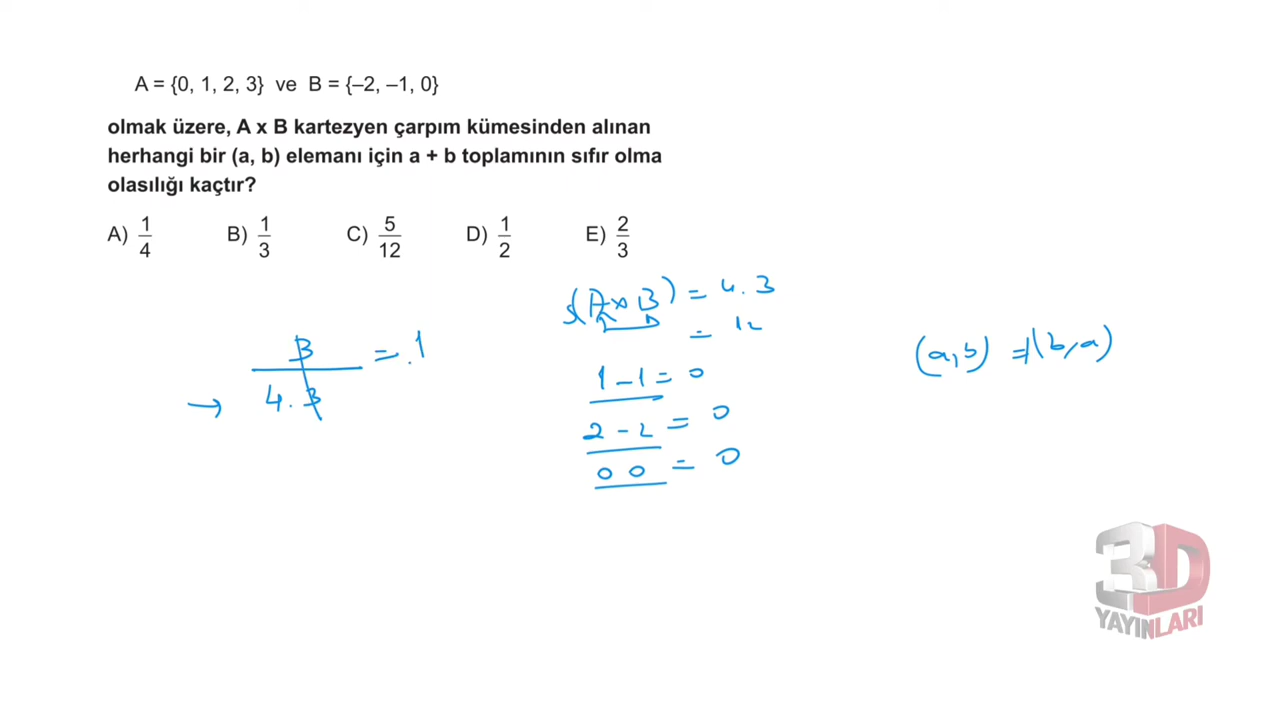 A = {0, 1, 2, 3} ve B = {–2, –1, 0}
olmak üzere, A x B kartezyen çarpım kümesinden alınan
herhangi bir (a, b) elemanı için a + b toplamının sıfır olma
olasılığı kaçtır?
A) 1/4 B) 1/3 C) 5/12 D) 1/2 E) 2/3
s(A×B) = 4.3
= 12
3/4.3 = 1
(a,b) ≠ (b,a)
1 – 1 = 0
2 – 2 = 0
0 0 = 0
3D
YAYINLARI